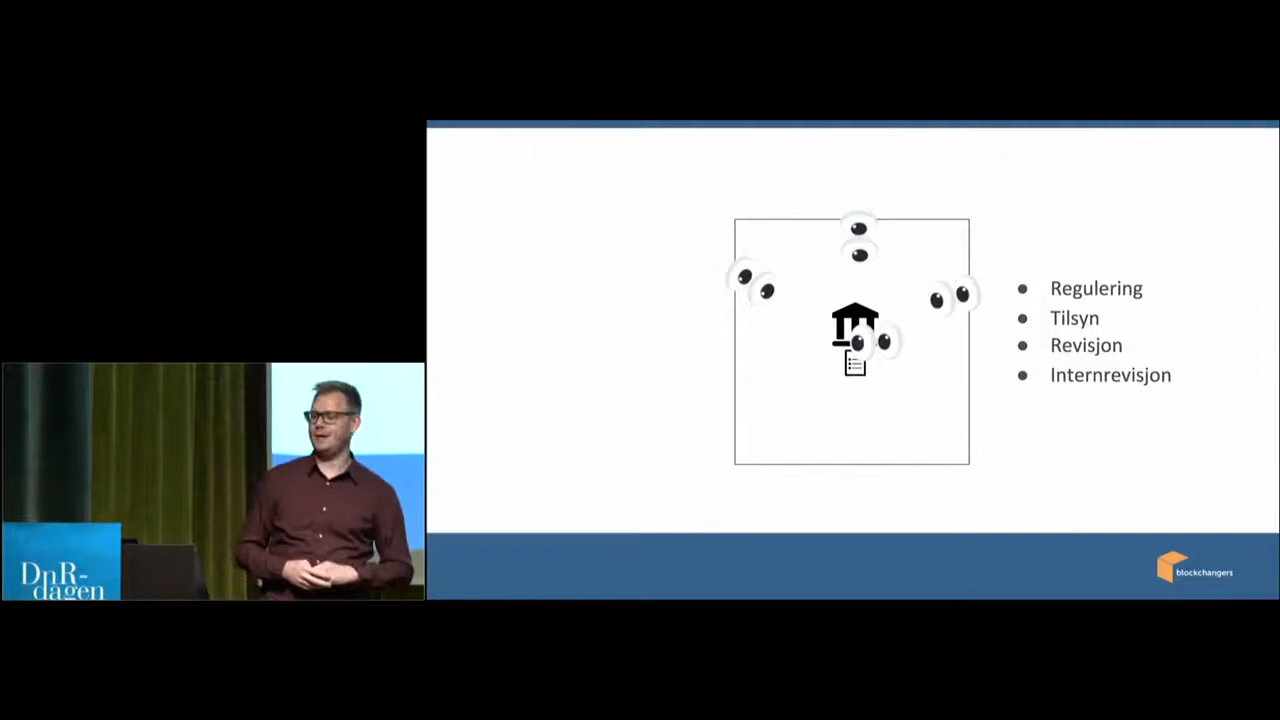 Regulering
Tilsyn
Revisjon
Internrevisjon
blockchangers
DnR-
dagen